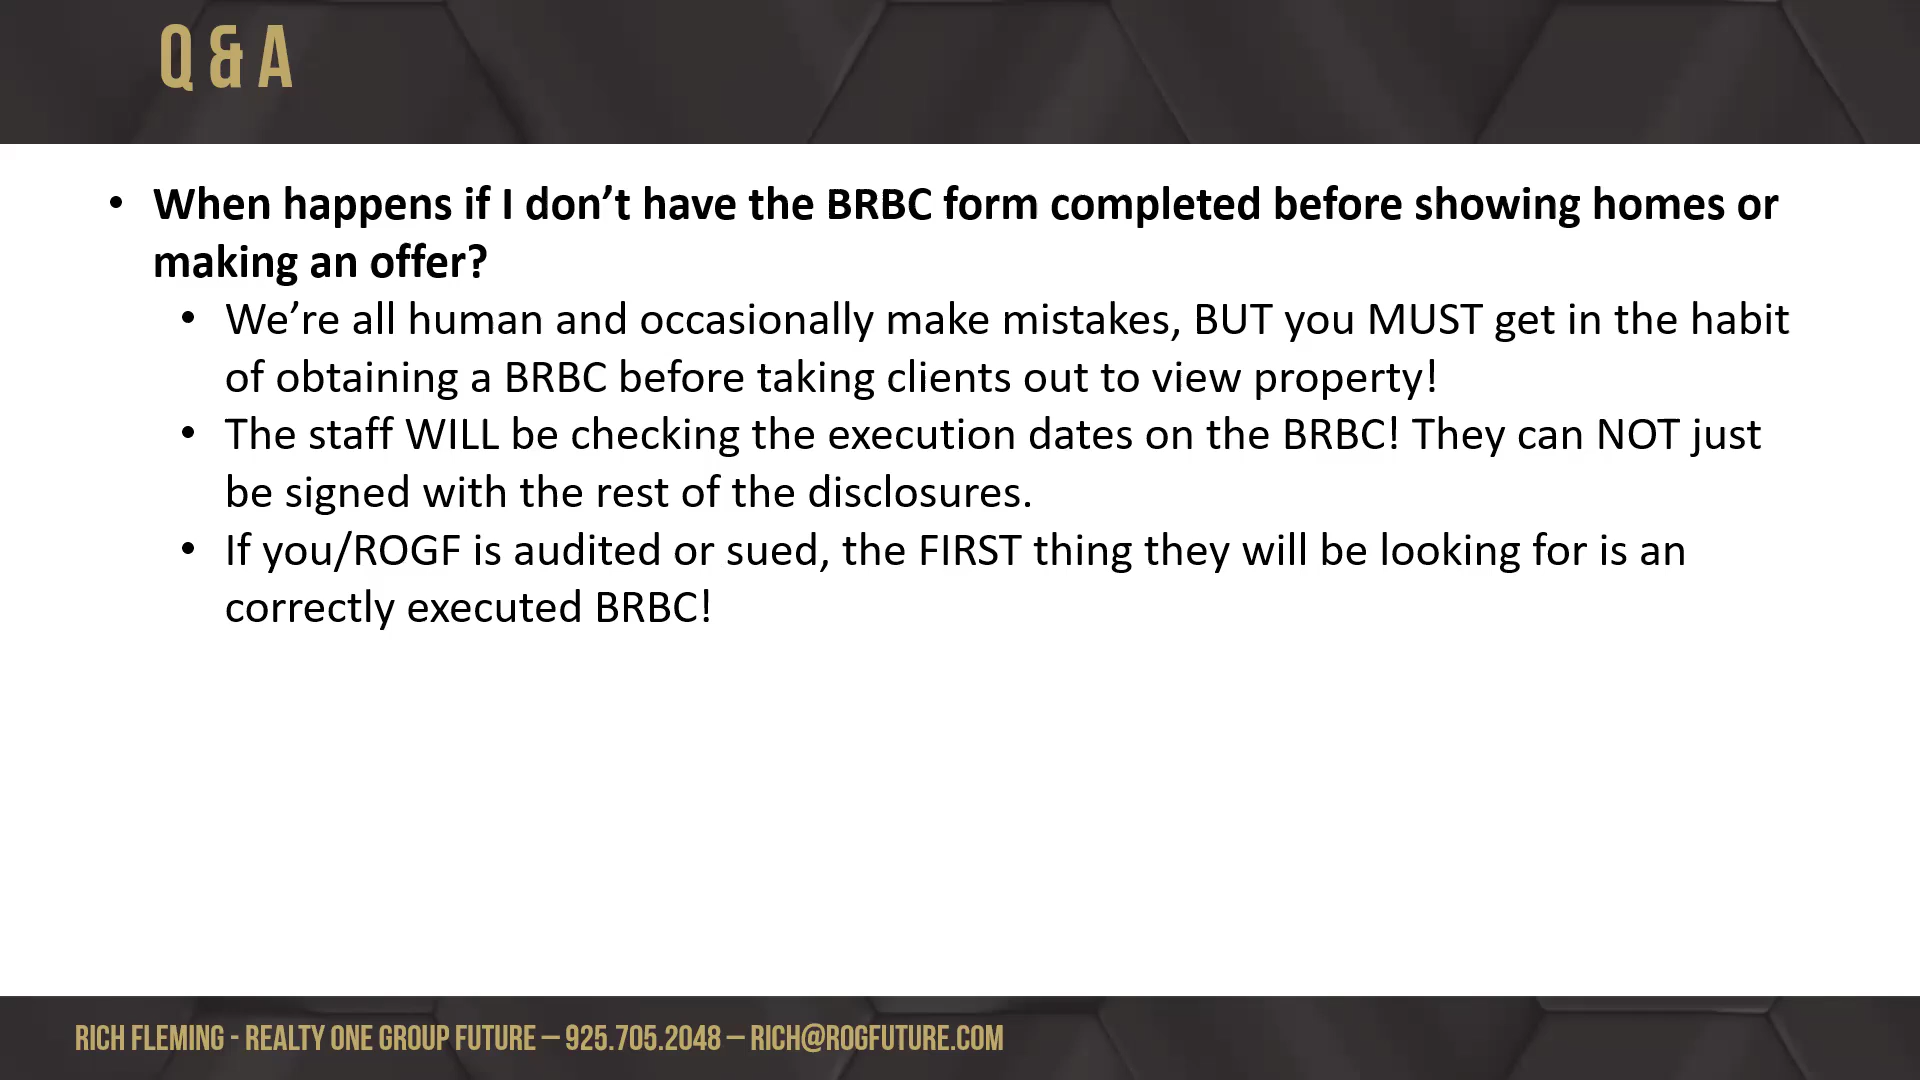 Q & A
• When happens if I don’t have the BRBC form completed before showing homes or
making an offer?
• We’re all human and occasionally make mistakes, BUT you MUST get in the habit
of obtaining a BRBC before taking clients out to view property!
• The staff WILL be checking the execution dates on the BRBC! They can NOT just
be signed with the rest of the disclosures.
• If you/ROGF is audited or sued, the FIRST thing they will be looking for is an
correctly executed BRBC!
RICH FLEMING - REALTY ONE GROUP FUTURE – 925.705.2048 – RICH@ROGFUTURE.COM